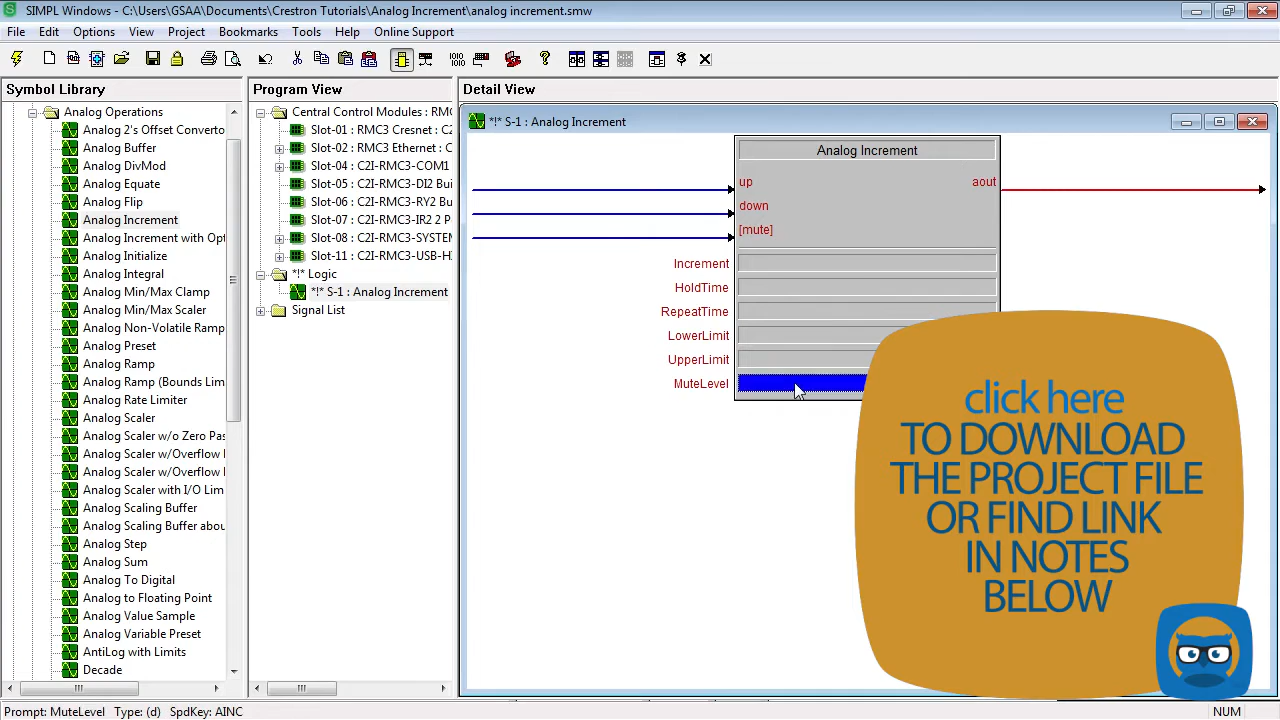 SIMPL Windows - C:\Users\GSAA\Documents\Crestron Tutorials\Analog Increment\analog increment.smw
File Edit Options View Project Bookmarks Tools Help Online Support
Symbol Library
Analog Operations
Analog 2's Offset Converto
Analog Buffer
Analog DivMod
Analog Equate
Analog Flip
Analog Increment
Analog Increment with Opt
Analog Initialize
Analog Integral
Analog Min/Max Clamp
Analog Min/Max Scaler
Analog Non-Volatile Ramp
Analog Preset
Analog Ramp
Analog Ramp (Bounds Lim
Analog Rate Limiter
Analog Scaler
Analog Scaler w/o Zero Pas
Analog Scaler w/Overflow
Analog Scaler w/Overflow
Analog Scaler with I/O Lim
Analog Scaling Buffer
Analog Scaling Buffer abou
Analog Step
Analog Sum
Analog To Digital
Analog to Floating Point
Analog Value Sample
Analog Variable Preset
AntiLog with Limits
Decade
Program View
Central Control Modules : RMC
Slot-01 : RMC3 Cresnet : C2
Slot-02 : RMC3 Ethernet : C
Slot-04 : C2I-RMC3-COM1
Slot-05 : C2I-RMC3-DI2 Bui
Slot-06 : C2I-RMC3-RY2 Bu
Slot-07 : C2I-RMC3-IR2 2 P
Slot-08 : C2I-RMC3-SYSTEM
Slot-11 : C2I-RMC3-USB-HI
*!* Logic
*!* S-1 : Analog Increment
Signal List
Detail View
*!* S-1 : Analog Increment
Analog Increment
up aout
down
[mute]
Increment
HoldTime
RepeatTime
LowerLimit
UpperLimit
MuteLevel
click here
TO DOWNLOAD
THE PROJECT FILE
OR FIND LINK
IN NOTES
BELOW
Prompt: MuteLevel Type: (d) SpdKey: AINC
NUM